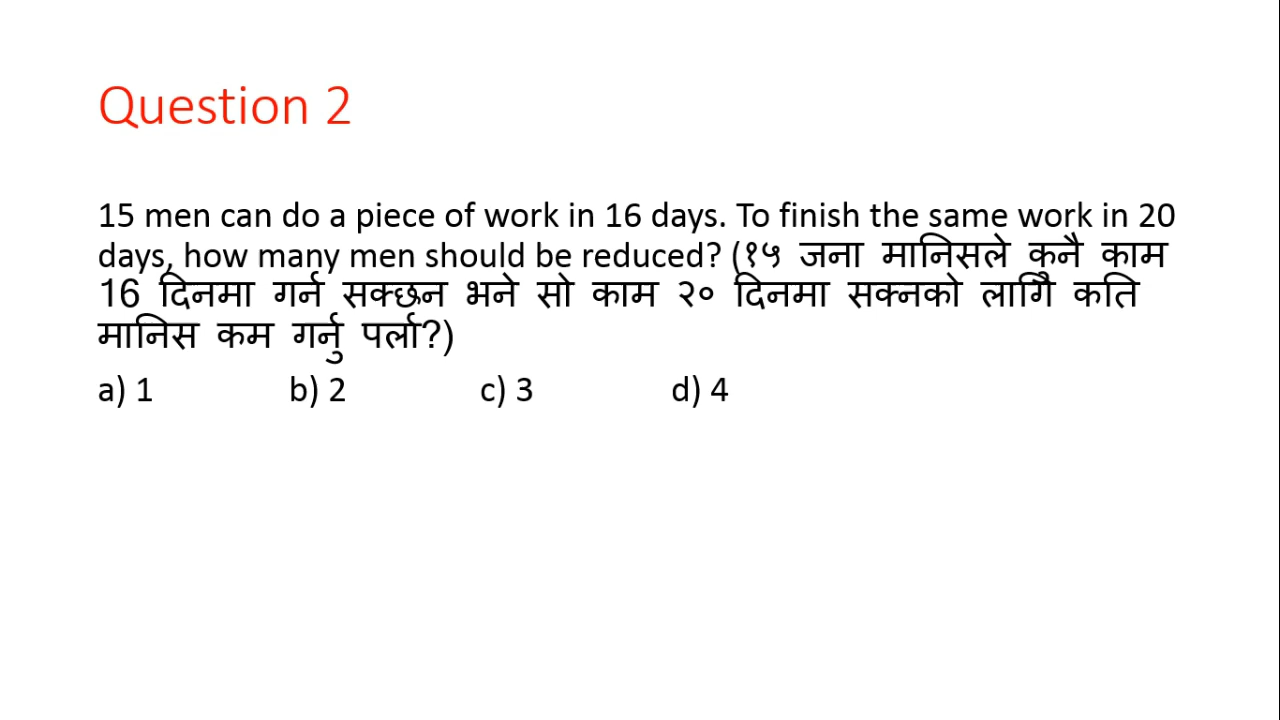 Question 2
15 men can do a piece of work in 16 days. To finish the same work in 20
days, how many men should be reduced? (१५ जना मानिसले कुनै काम
16 दिनमा गर्न सक्छन भने सो काम २० दिनमा सक्नको लागि कति
मानिस कम गर्नु पर्ला?)
a) 1 b) 2 c) 3 d) 4